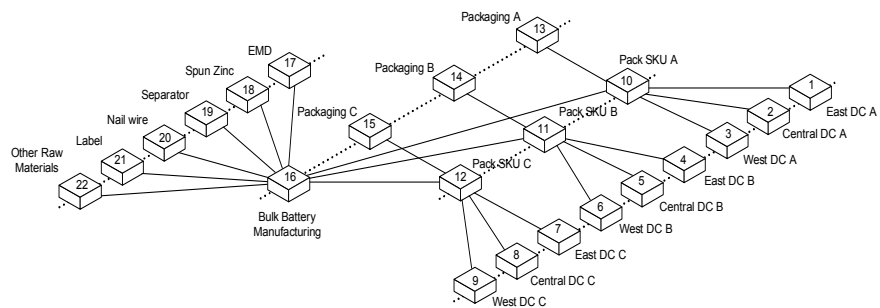 Packaging A
13
EMD
17
Pack SKU A
Packaging B
10
1
Spun Zinc
14
18
East DC A
2
Separator
Packaging C
Pack SKU B
19
11
3
Central DC A
15
Nail wire
20
4
West DC A
Label
Pack SKU C
Other Raw
Materials
21
5
East DC B
22
16
12
6
Central DC B
Bulk Battery
Manufacturing
7
West DC B
8
East DC C
9
Central DC C
West DC C